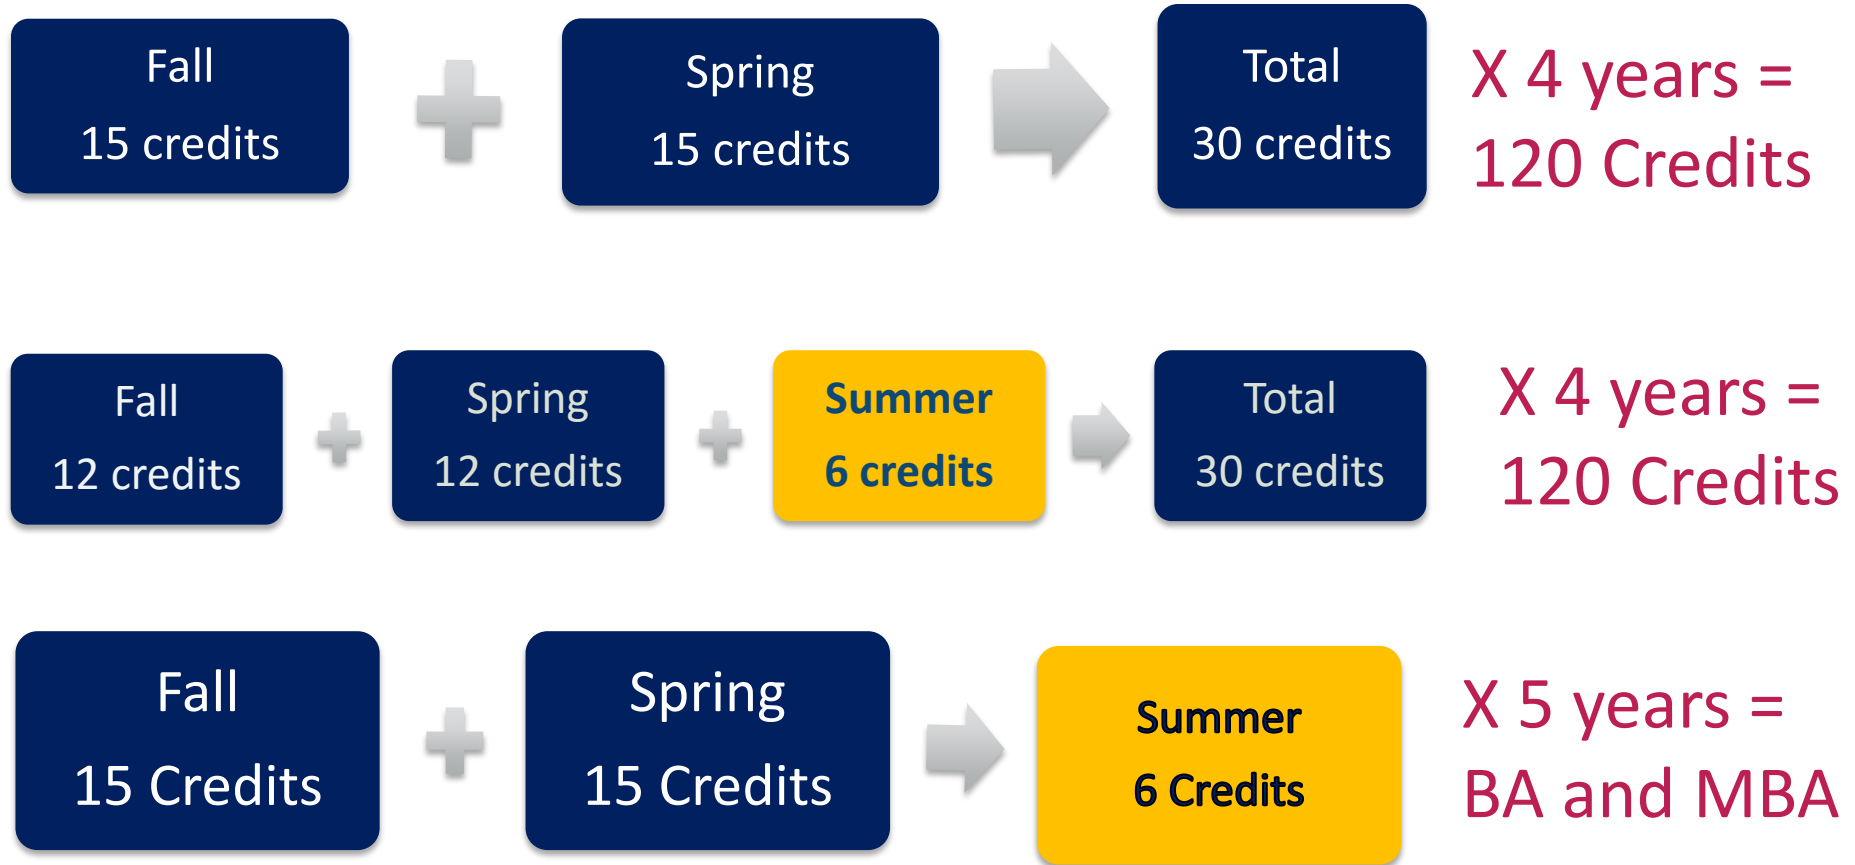 Fall
15 credits
Spring
15 credits
Total
30 credits
X 4 years =
120 Credits
Fall
12 credits
Spring
12 credits
Summer
6 credits
Total
30 credits
X 4 years =
120 Credits
Fall
15 Credits
Spring
15 Credits
Summer
6 Credits
X 5 years =
BA and MBA